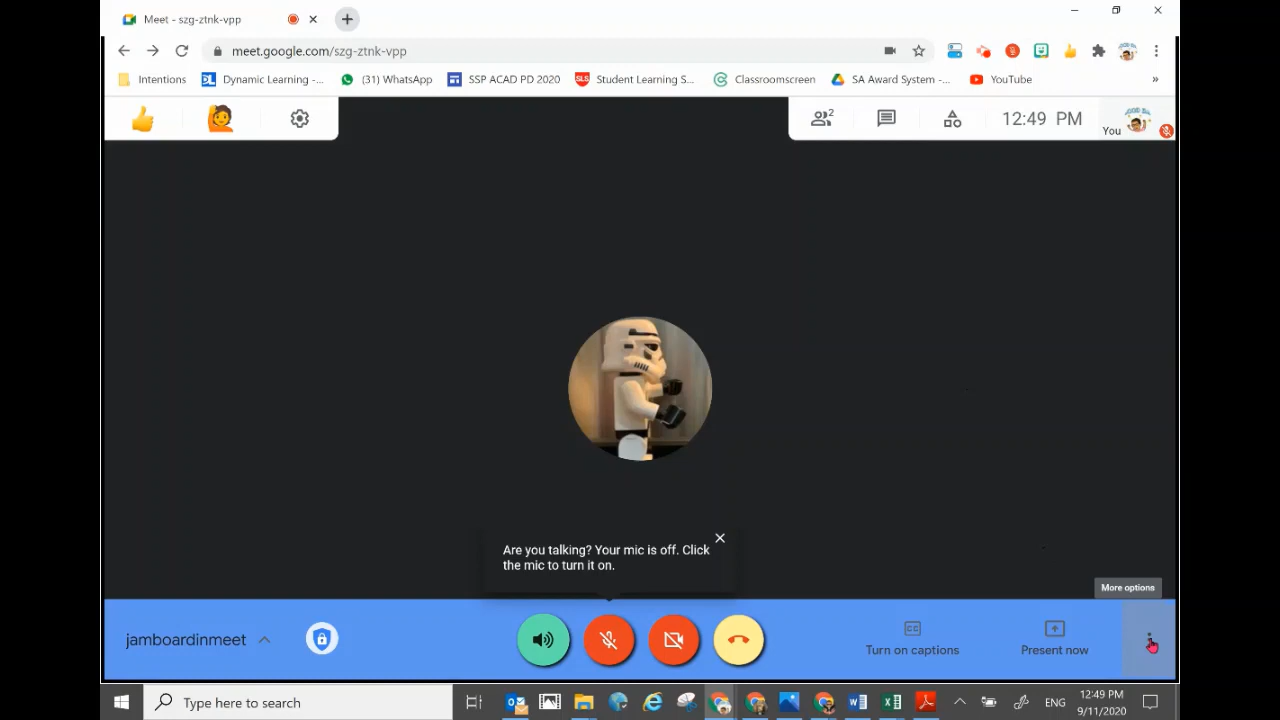 Meet - szg-ztnk-vpp
meet.google.com/szg-ztnk-vpp
Intentions
Dynamic Learning -...
(31) WhatsApp
SSP ACAD PD 2020
SLS
Student Learning S...
Classroomscreen
SA Award System -...
YouTube
»
2
12:49 PM
You
Are you talking? Your mic is off. Click
the mic to turn it on.
More options
jamboardinmeet
CC
Turn on captions
Present now
Type here to search
ENG
12:49 PM
9/11/2020